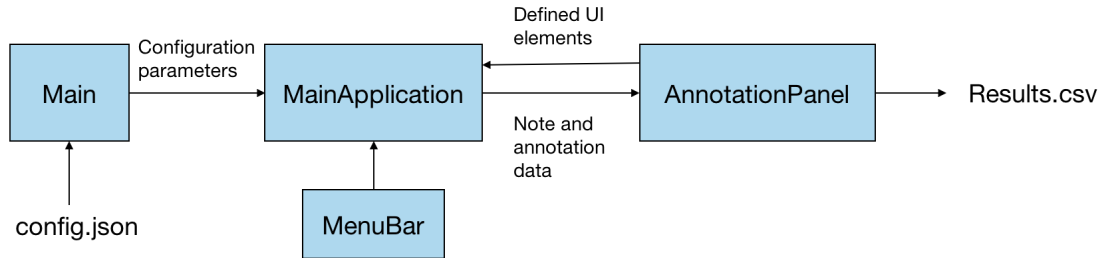 Defined UI
elements
Configuration
parameters
Main
MainApplication
AnnotationPanel
Results.csv
Note and
annotation
data
config.json
MenuBar